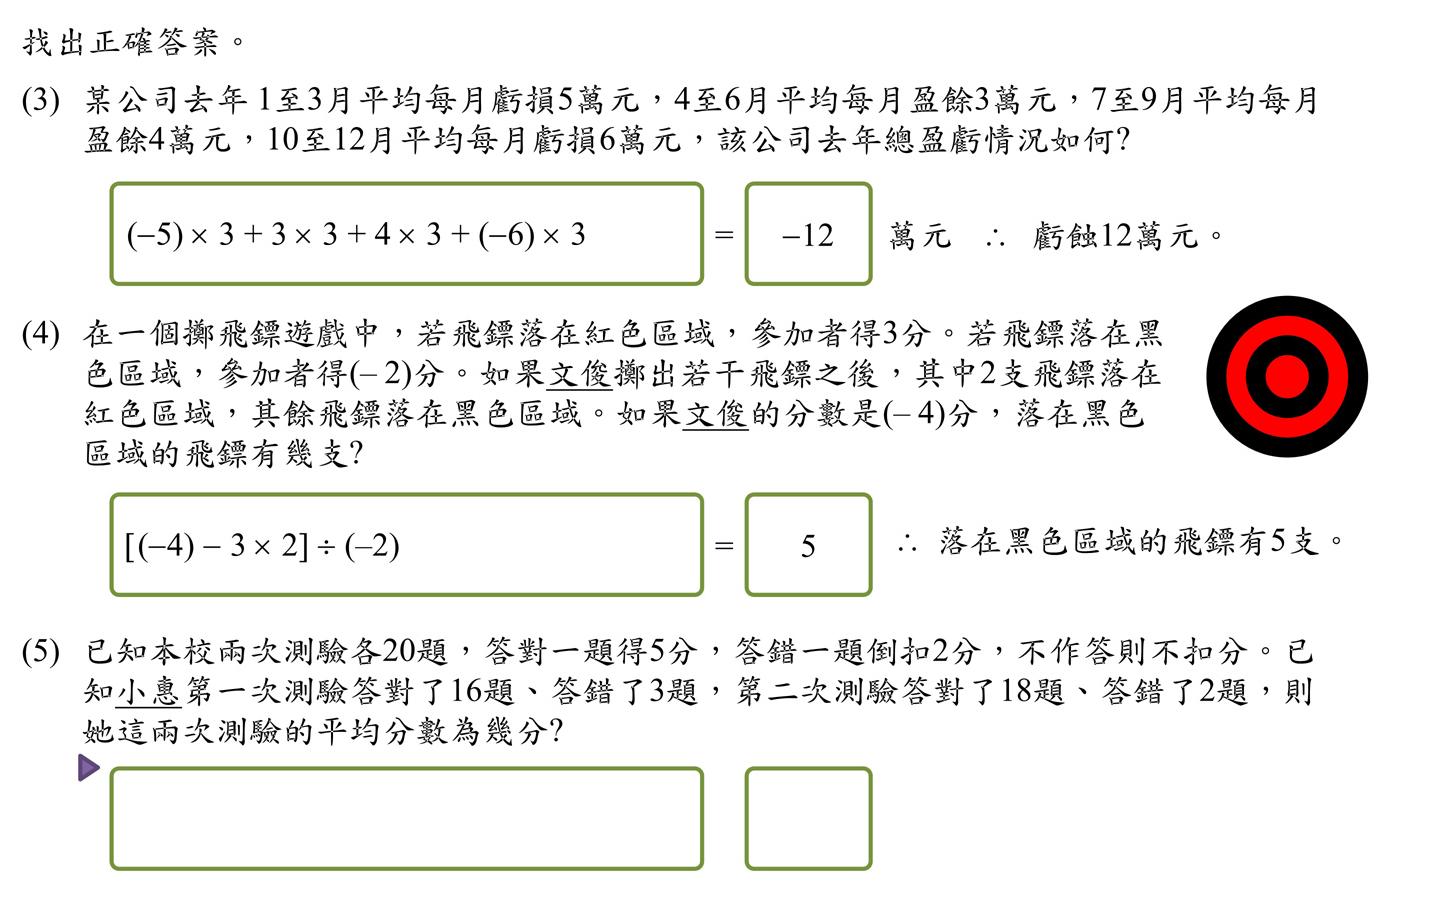 找出正確答案。
(3) 某公司去年 1至3月平均每月虧損5萬元，4至6月平均每月盈餘3萬元，7至9月平均每月
盈餘4萬元，10至12月平均每月虧損6萬元，該公司去年總盈虧情況如何?
(–5) × 3 + 3 × 3 + 4 × 3 + (–6) × 3 = –12 萬元 ∴ 虧蝕12萬元。
(4) 在一個擲飛鏢遊戲中，若飛鏢落在紅色區域，參加者得3分。若飛鏢落在黑
色區域，參加者得(– 2)分。如果文俊擲出若干飛鏢之後，其中2支飛鏢落在
紅色區域，其餘飛鏢落在黑色區域。如果文俊的分數是(– 4)分，落在黑色
區域的飛鏢有幾支?
[(–4) – 3 × 2] ÷ (–2) = 5 ∴ 落在黑色區域的飛鏢有5支。
(5) 已知本校兩次測驗各20題，答對一題得5分，答錯一題倒扣2分，不作答則不扣分。已
知小惠第一次測驗答對了16題、答錯了3題，第二次測驗答對了18題、答錯了2題，則
她這兩次測驗的平均分數為幾分?